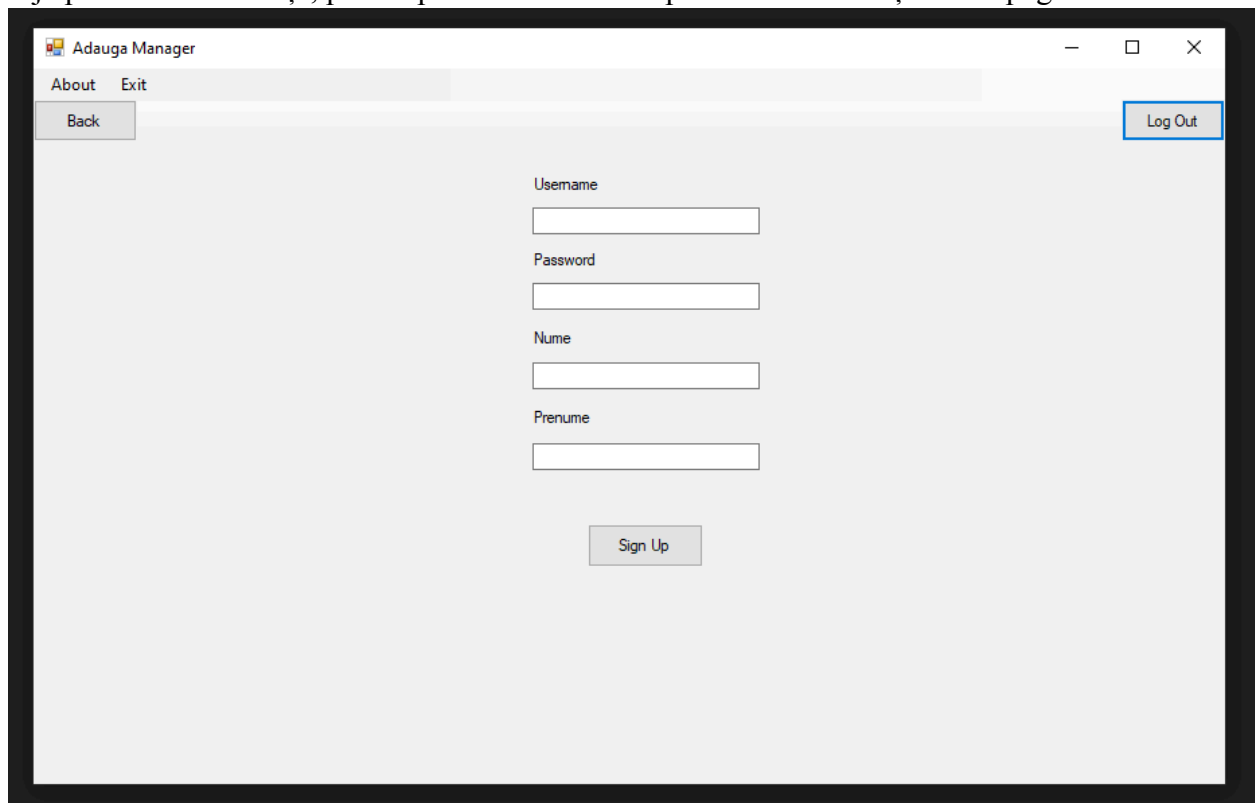 Adauga Manager
About Exit
Back Log Out
Username
Password
Nume
Prenume
Sign Up